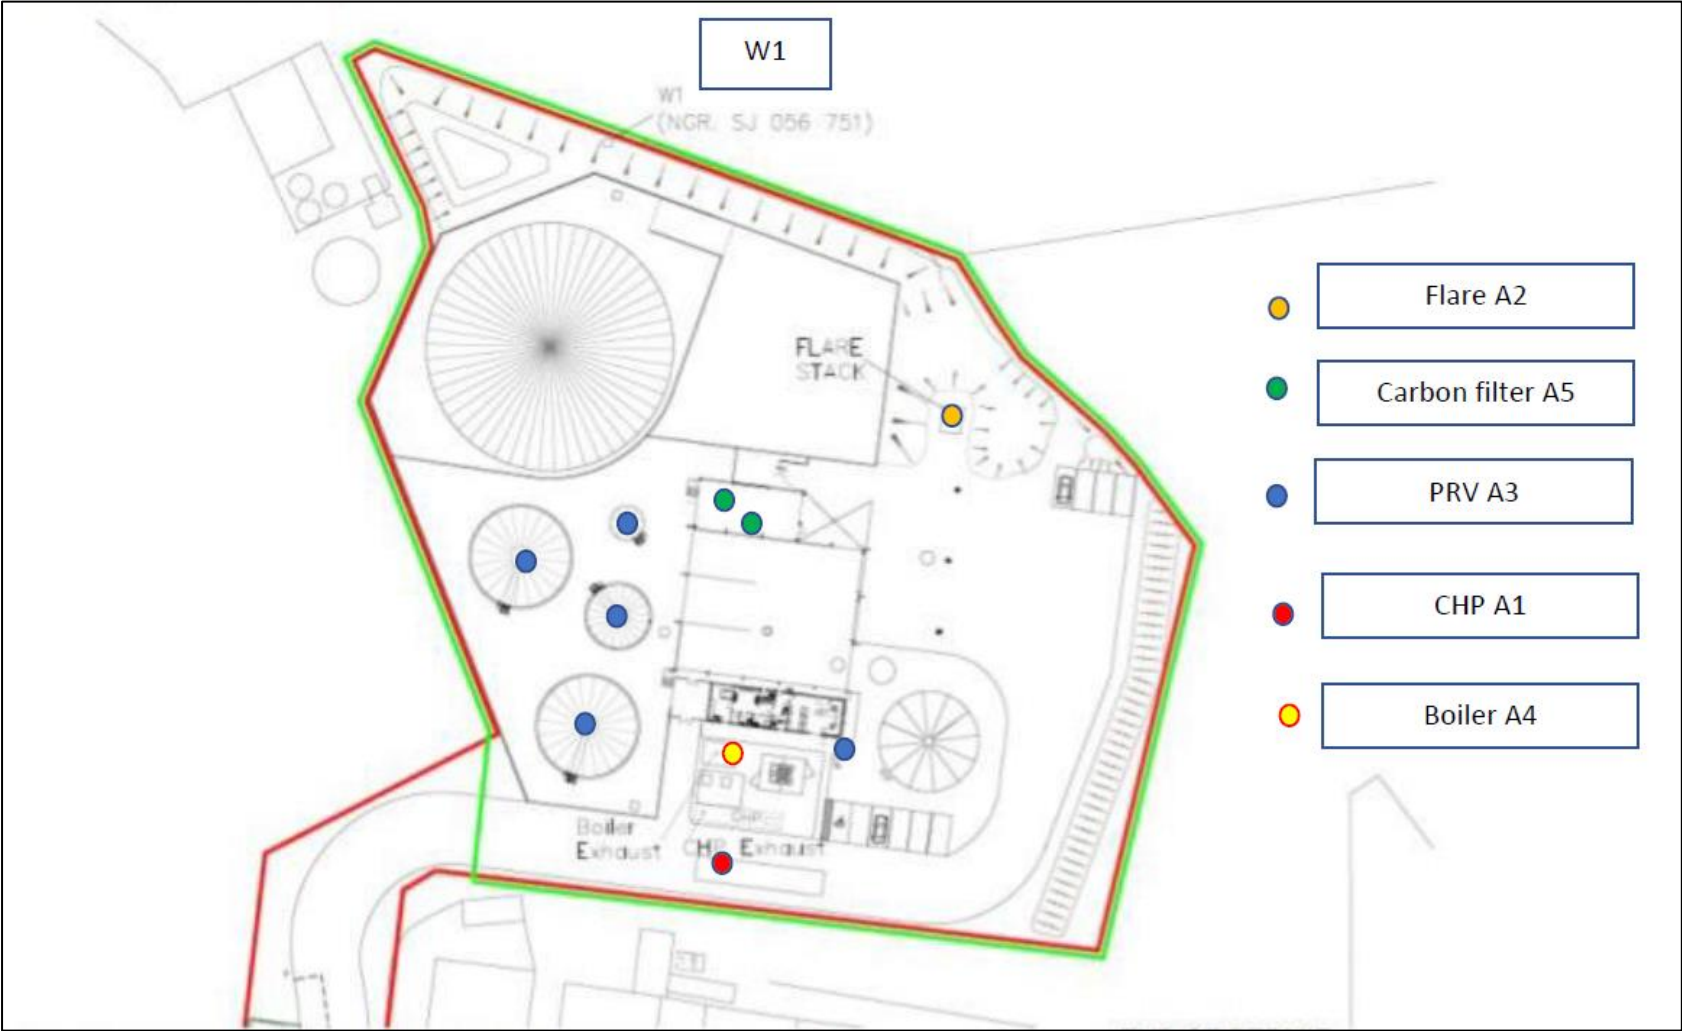 W1
W1
(NGR. SJ 056 751)
Flare A2
FLARE
STACK
Carbon filter A5
PRV A3
CHP A1
Boiler A4
CHP
Boiler
Exhaust
CHP Exhaust